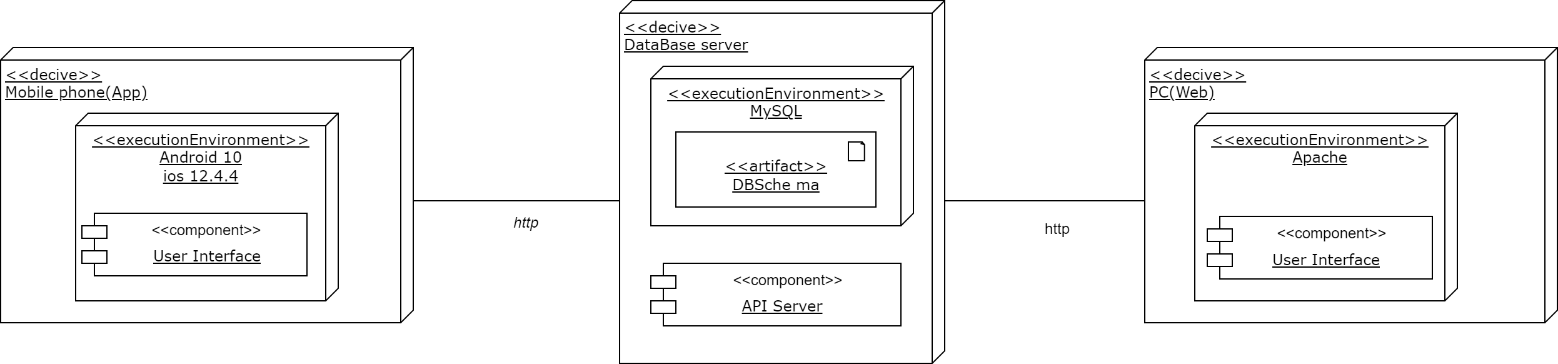 <<decive>>
Mobile phone(App)
<<executionEnvironment>>
Android 10
ios 12.4.4
<<component>>
User Interface
http
<<decive>>
DataBase server
<<executionEnvironment>>
MySQL
<<artifact>>
DBSche ma
<<component>>
API Server
http
<<decive>>
PC(Web)
<<executionEnvironment>>
Apache
<<component>>
User Interface